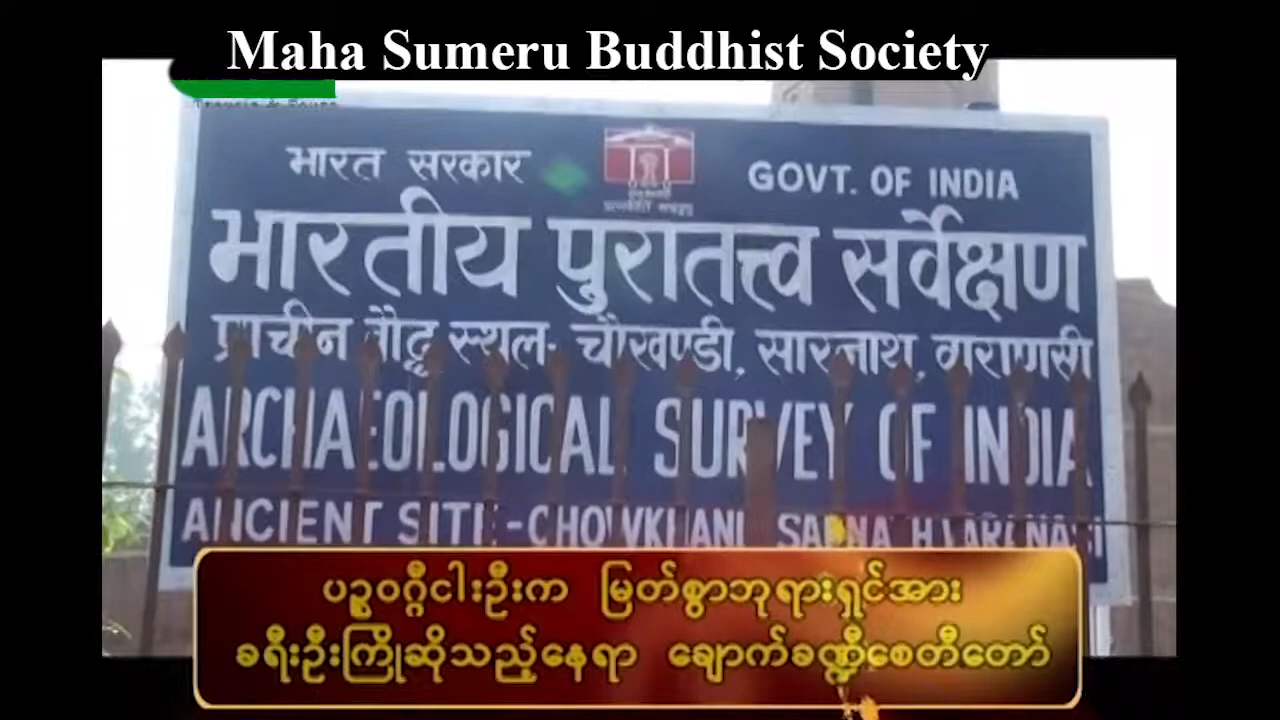 Maha Sumeru Buddhist Society
Travels & Tours
भारत सरकार
GOVT. OF INDIA
भारतीय पुरातत्त्व सर्वेक्षण
प्राचीन बौद्ध स्थल- चौखण्डी, सारनाथ, वाराणसी
ARCHAEOLOGICAL SURVEY OF INDIA
ANCIENT SITE-CHOWKHANDI SARNATH VARANASI
ပဉ္စဝဂ္ဂီငါးဦးက မြတ်စွာဘုရားရှင်အား
ခရီးဦးကြိုဆိုသည့်နေရာ ချောက်ခဏ္ဍီစေတီတော်